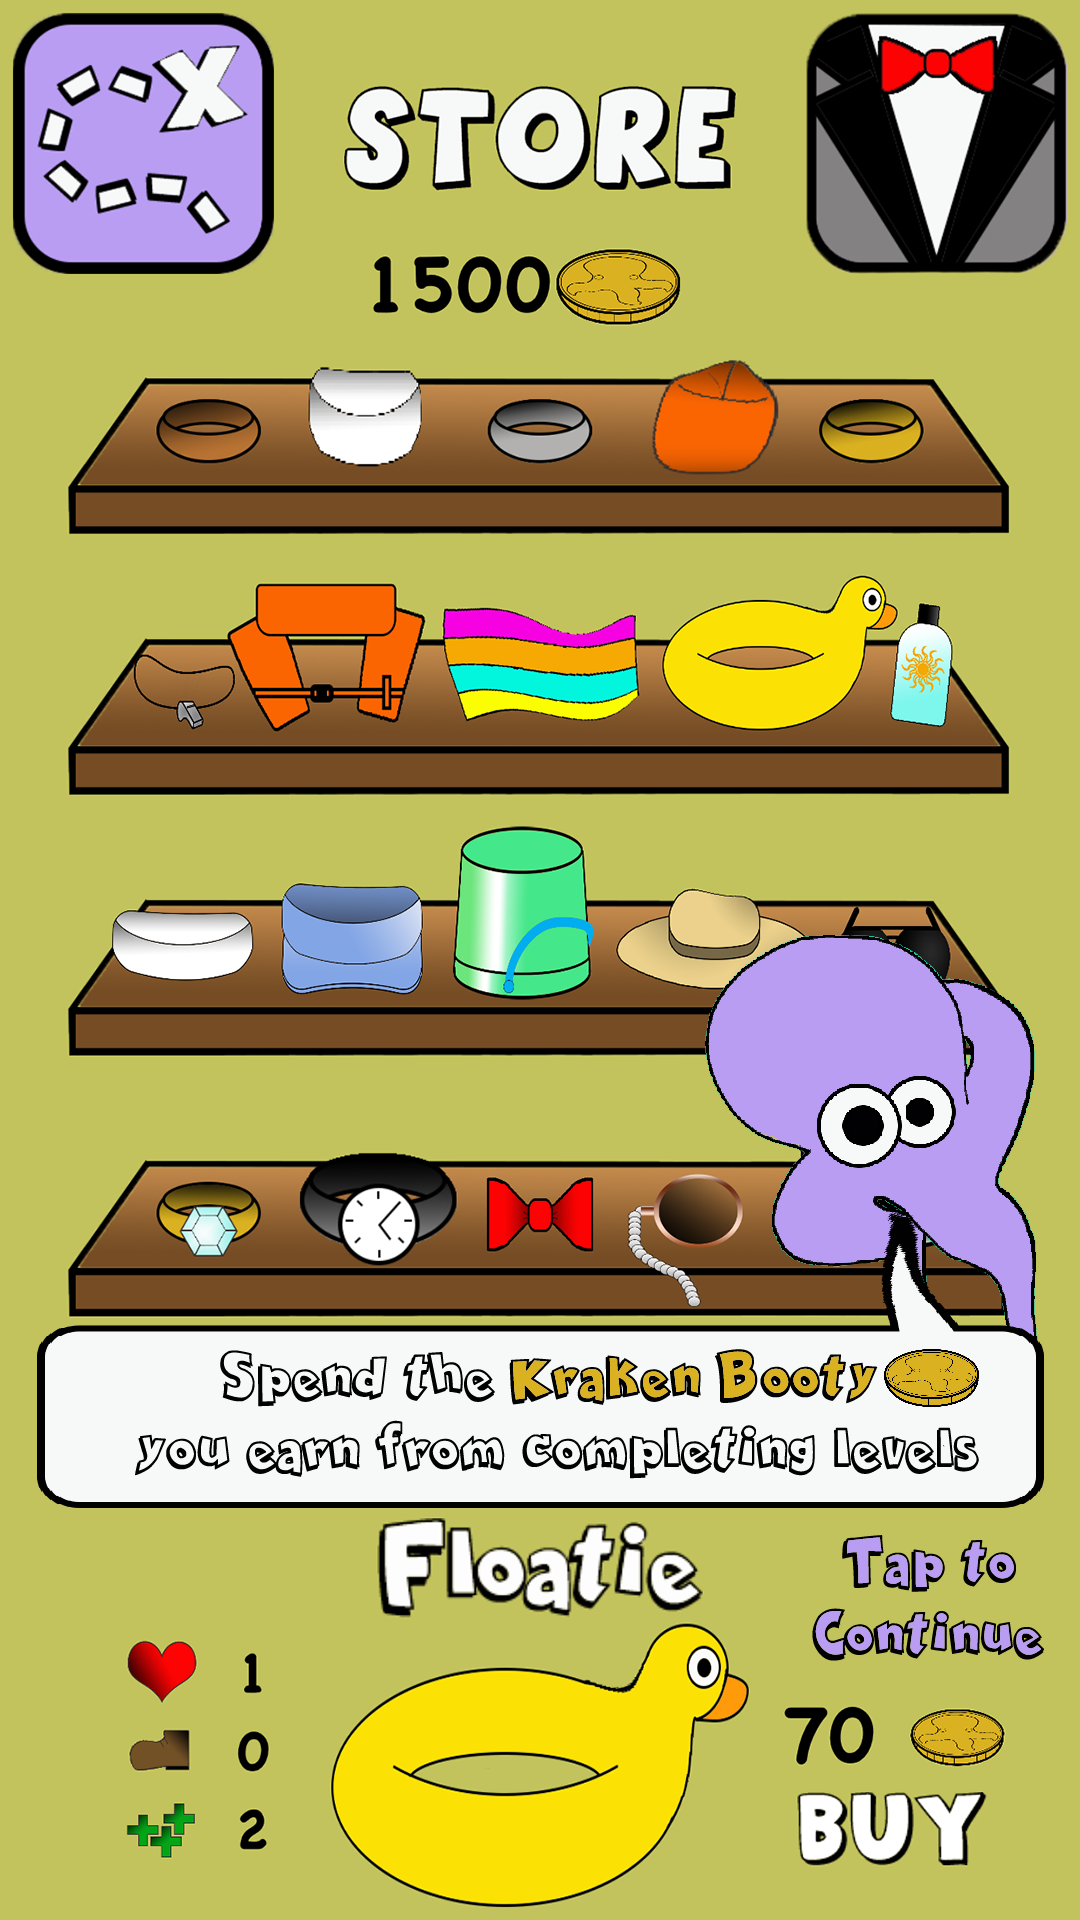 X
STORE
1500
Spend the Kraken Booty
you earn from completing levels
Floatie
Tap to
Continue
1
0
2
70
BUY